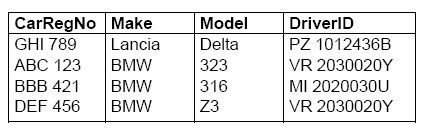 CarRegNo Make Model DriverID
GHI 789 Lancia Delta PZ 1012436B
ABC 123 BMW 323 VR 2030020Y
BBB 421 BMW 316 MI 2020030U
DEF 456 BMW Z3 VR 2030020Y